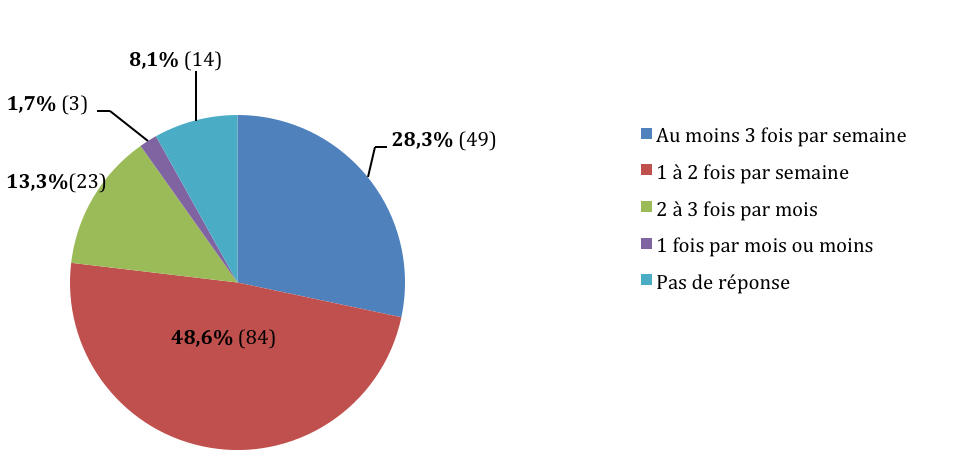 8,1% (14)
1,7% (3)
28,3% (49)
13,3%(23)
48,6% (84)
Au moins 3 fois par semaine
1 à 2 fois par semaine
2 à 3 fois par mois
1 fois par mois ou moins
Pas de réponse